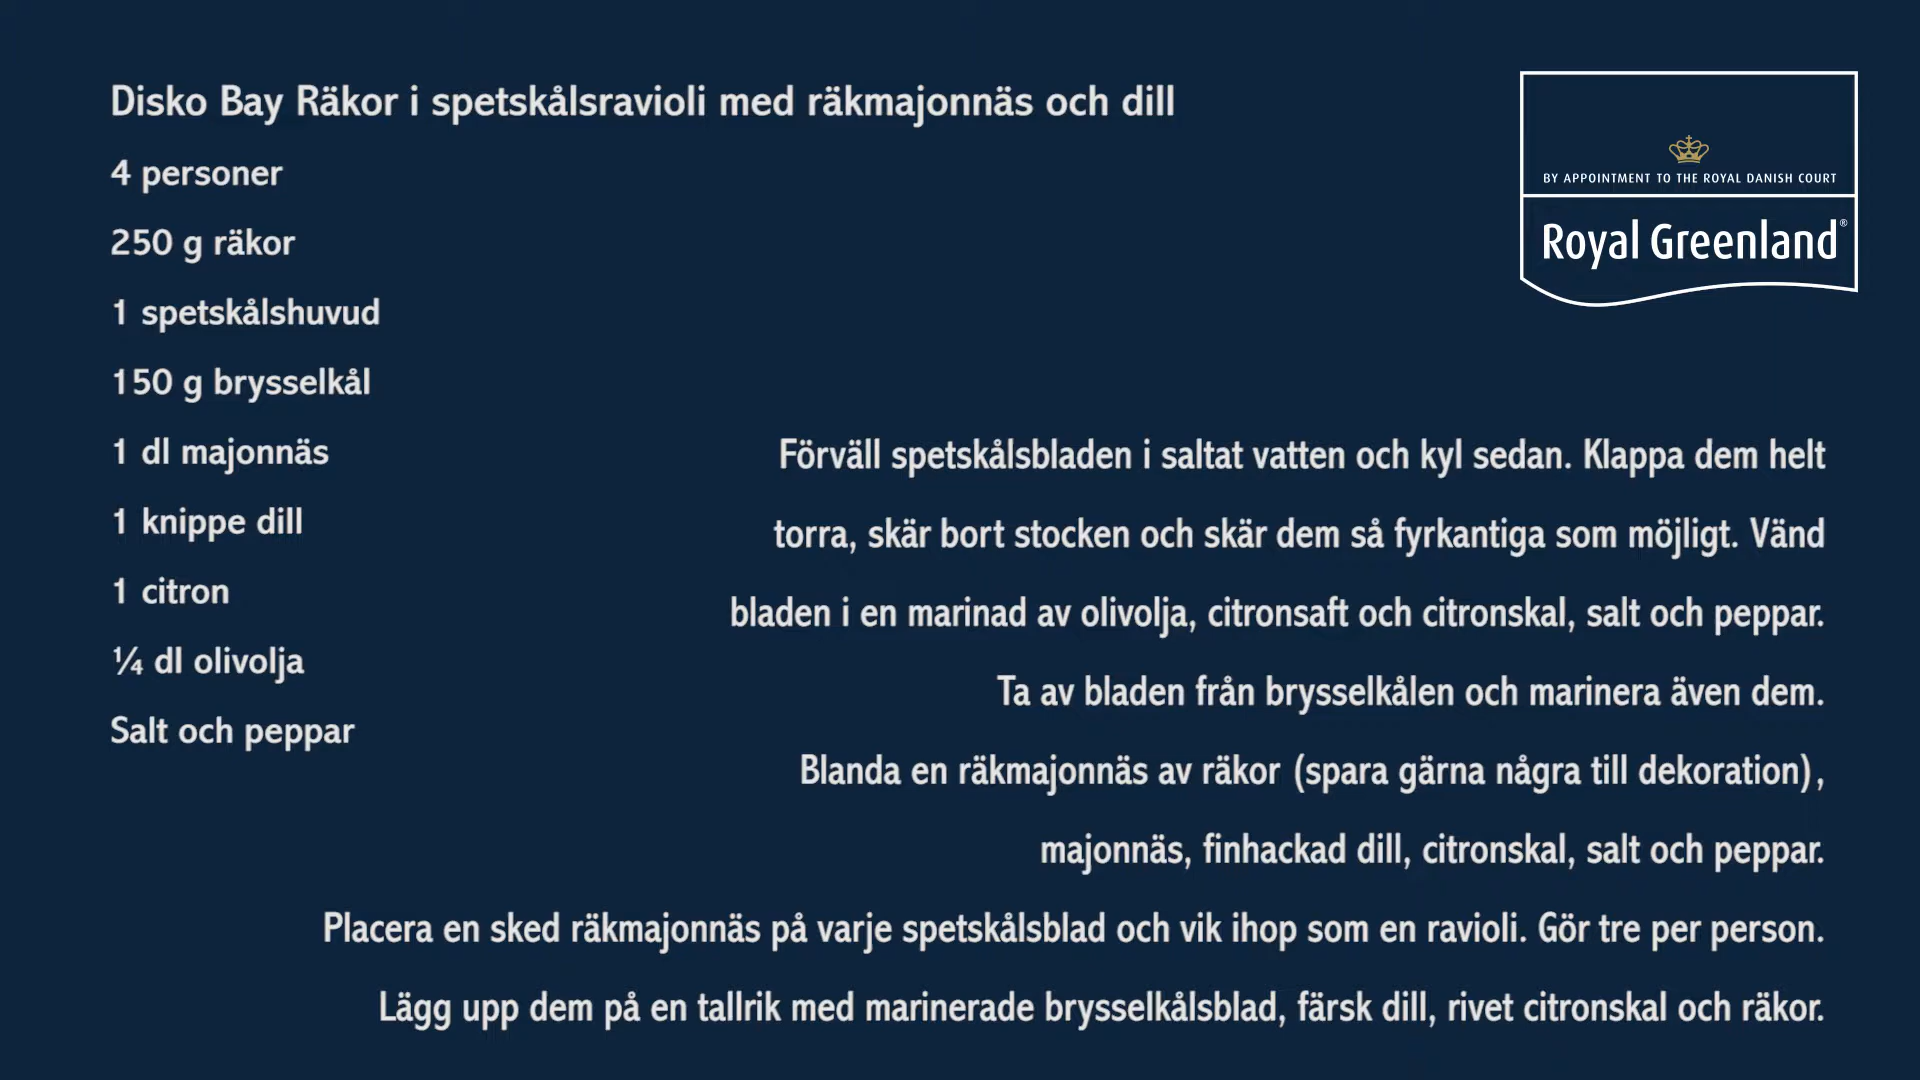 Disko Bay Räkor i spetskålsravioli med räkmajonnäs och dill
4 personer
250 g räkor
1 spetskålshuvud
150 g brysselkål
1 dl majonnäs
1 knippe dill
1 citron
¼ dl olivolja
Salt och peppar
BY APPOINTMENT TO THE ROYAL DANISH COURT
Royal Greenland®
Förväll spetskålsbladen i saltat vatten och kyl sedan. Klappa dem helt
torra, skär bort stocken och skär dem så fyrkantiga som möjligt. Vänd
bladen i en marinad av olivolja, citronsaft och citronskal, salt och peppar.
Ta av bladen från brysselkålen och marinera även dem.
Blanda en räkmajonnäs av räkor (spara gärna några till dekoration),
majonnäs, finhackad dill, citronskal, salt och peppar.
Placera en sked räkmajonnäs på varje spetskålsblad och vik ihop som en ravioli. Gör tre per person.
Lägg upp dem på en tallrik med marinerade brysselkålsblad, färsk dill, rivet citronskal och räkor.